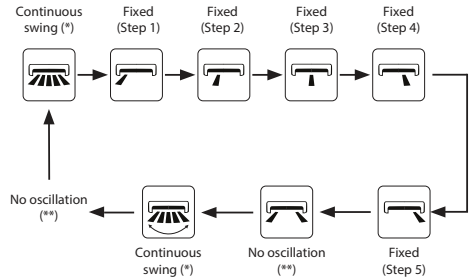 Continuous
swing (*)
Fixed
(Step 1)
Fixed
(Step 2)
Fixed
(Step 3)
Fixed
(Step 4)
No oscillation
(**)
Continuous
swing (*)
No oscillation
(**)
Fixed
(Step 5)